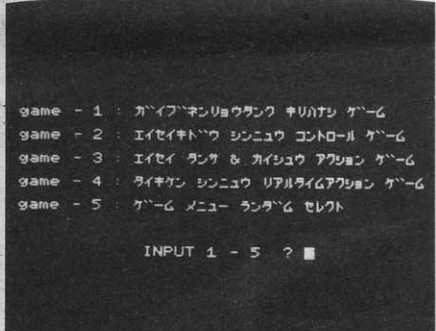 game - 1 : ガイブネンリョウタンク キリハナシ ゲーム
game - 2 : エイセイキドウ シンニュウ コントロール ゲーム
game - 3 : エイセイ タンサ & カイシュウ アクション ゲーム
game - 4 : タイキケン シンニュウ リアルタイムアクション ゲーム
game - 5 : ゲーム メニュー ランダム セレクト
INPUT 1 - 5 ?